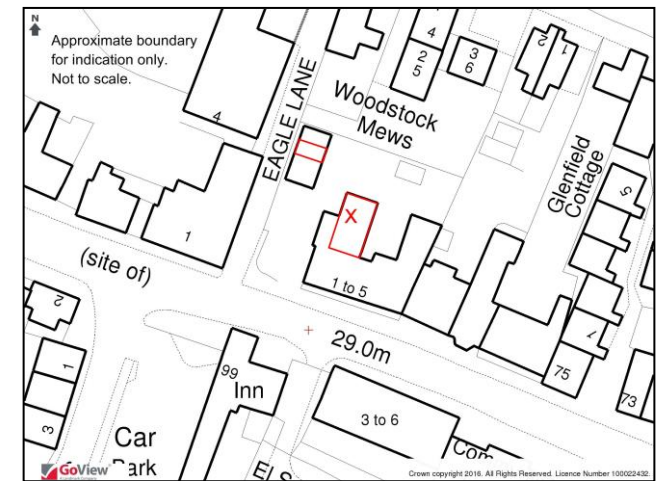 N
Approximate boundary
for indication only.
Not to scale.
4
EAGLE LANE
4
2
5
3
6
2
1
Woodstock
Mews
Glenfield
Cottage
5
X
1
(site of)
1 to 5
2
29.0m
7
1
99
Inn
75
73
3 to 6
3
Car
Park
GoView
Crown copyright 2016. All Rights Reserved. Licence Number 100022432.